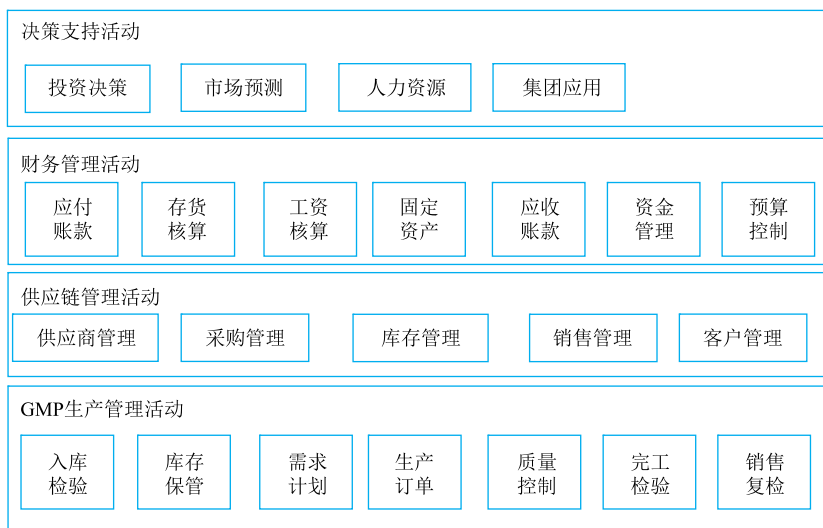 决策支持活动
投资决策 市场预测 人力资源 集团应用
财务管理活动
应付 存货 工资 固定 应收 资金 预算
账款 核算 核算 资产 账款 管理 控制
供应链管理活动
供应商管理 采购管理 库存管理 销售管理 客户管理
GMP生产管理活动
入库 库存 需求 生产 质量 完工 销售
检验 保管 计划 订单 控制 检验 复检